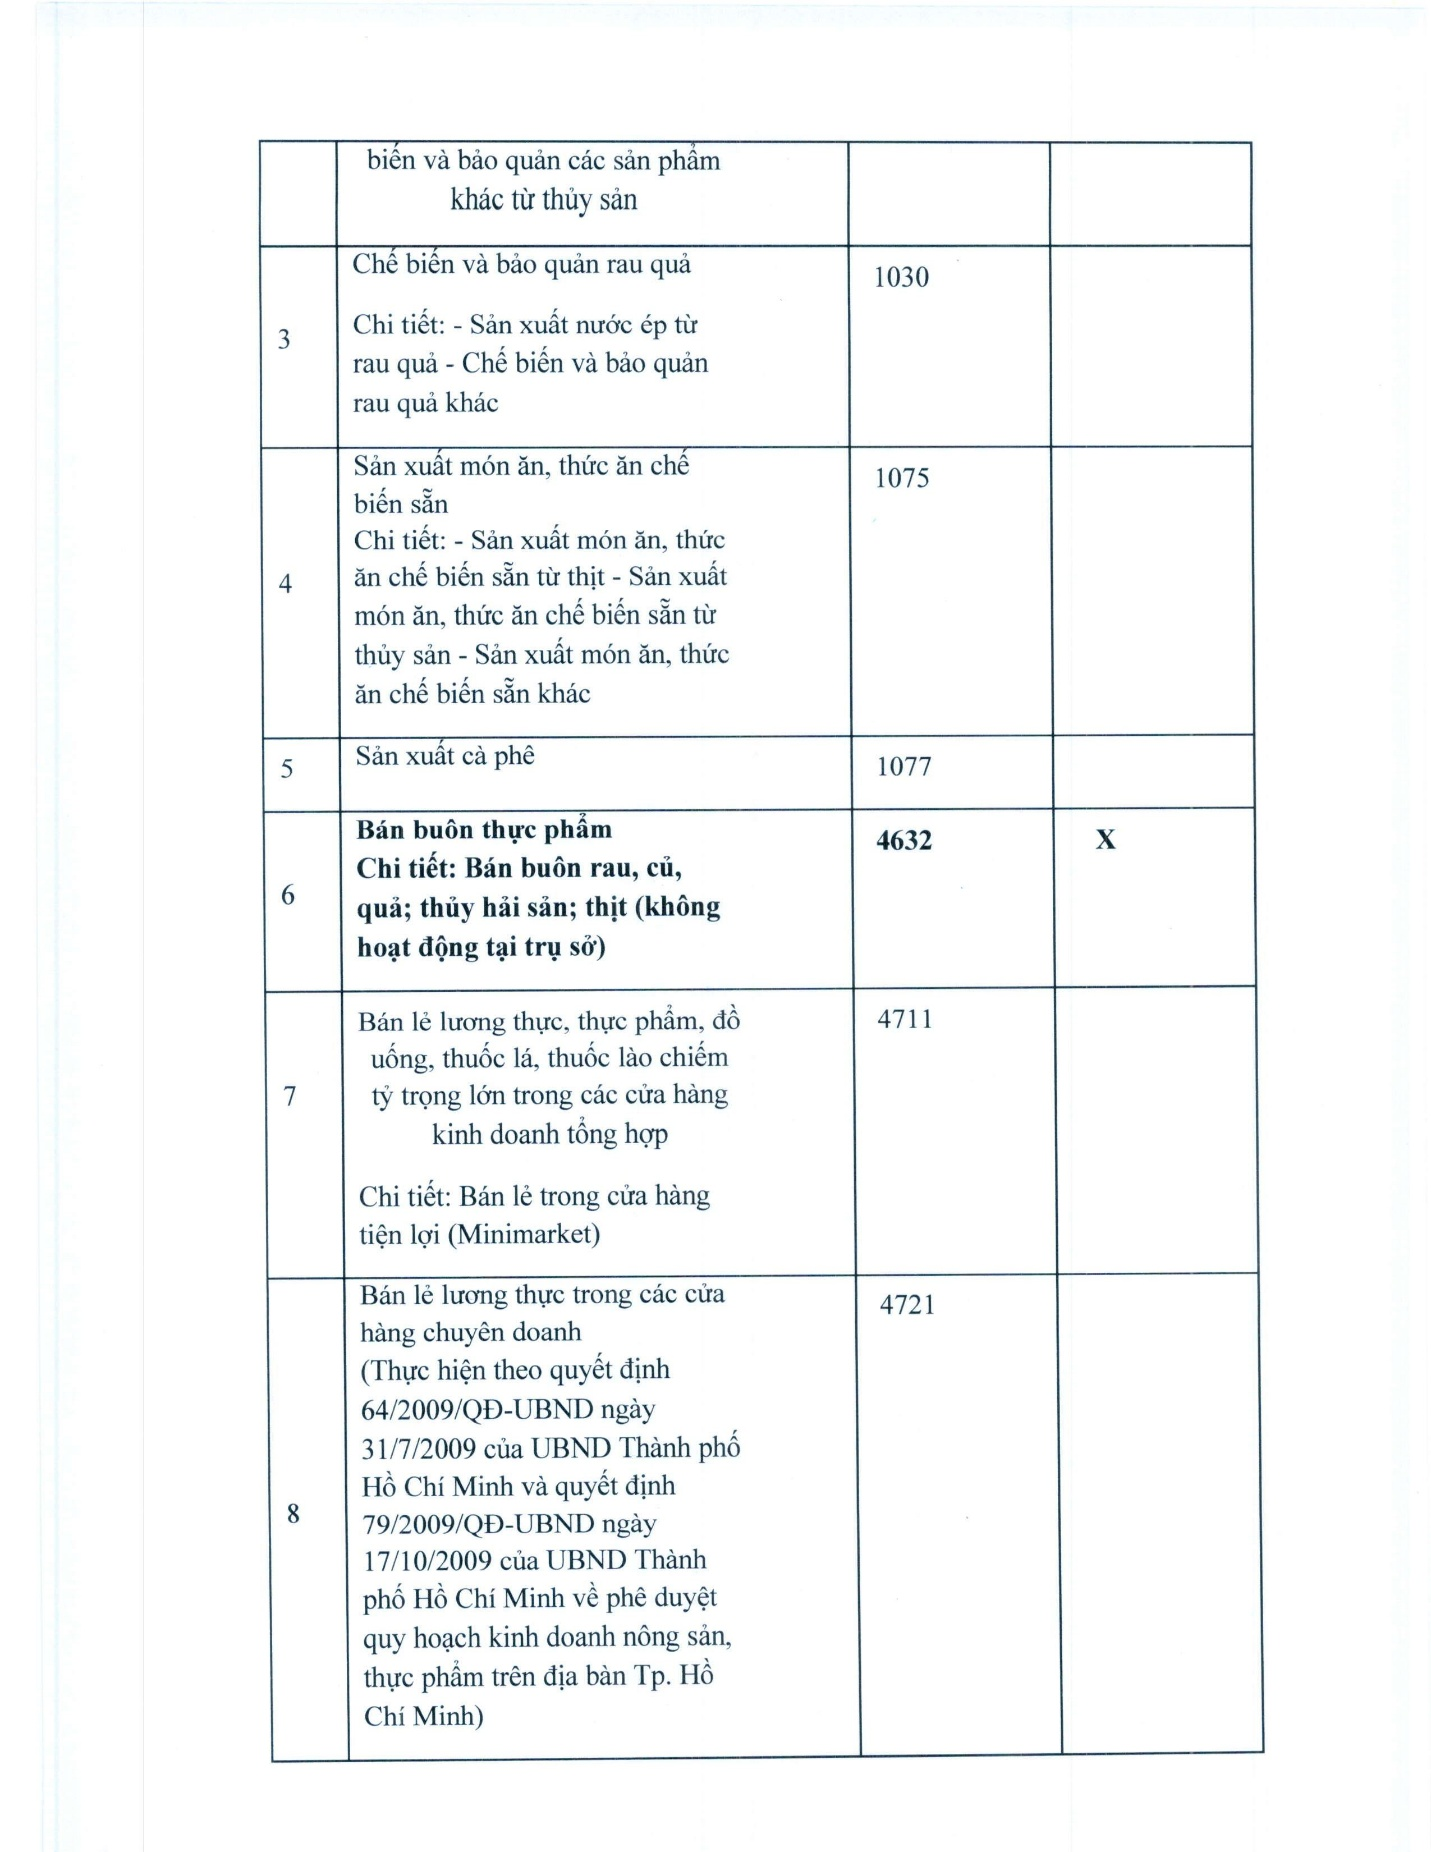 biến và bảo quản các sản phẩm
khác từ thủy sản
3
Chế biến và bảo quản rau quả
1030
Chi tiết: - Sản xuất nước ép từ
rau quả - Chế biến và bảo quản
rau quả khác
4
Sản xuất món ăn, thức ăn chế
biến sẵn
1075
Chi tiết: - Sản xuất món ăn, thức
ăn chế biến sẵn từ thịt - Sản xuất
món ăn, thức ăn chế biến sẵn từ
thủy sản - Sản xuất món ăn, thức
ăn chế biến sẵn khác
5
Sản xuất cà phê
1077
6
Bán buôn thực phẩm
4632
X
Chi tiết: Bán buôn rau, củ,
quả; thủy hải sản; thịt (không
hoạt động tại trụ sở)
7
Bán lẻ lương thực, thực phẩm, đồ
4711
uống, thuốc lá, thuốc lào chiếm
tỷ trọng lớn trong các cửa hàng
kinh doanh tổng hợp
Chi tiết: Bán lẻ trong cửa hàng
tiện lợi (Minimarket)
8
Bán lẻ lương thực trong các cửa
4721
hàng chuyên doanh
(Thực hiện theo quyết định
64/2009/QĐ-UBND ngày
31/7/2009 của UBND Thành phố
Hồ Chí Minh và quyết định
79/2009/QĐ-UBND ngày
17/10/2009 của UBND Thành
phố Hồ Chí Minh về phê duyệt
quy hoạch kinh doanh nông sản,
thực phẩm trên địa bàn Tp. Hồ
Chí Minh)